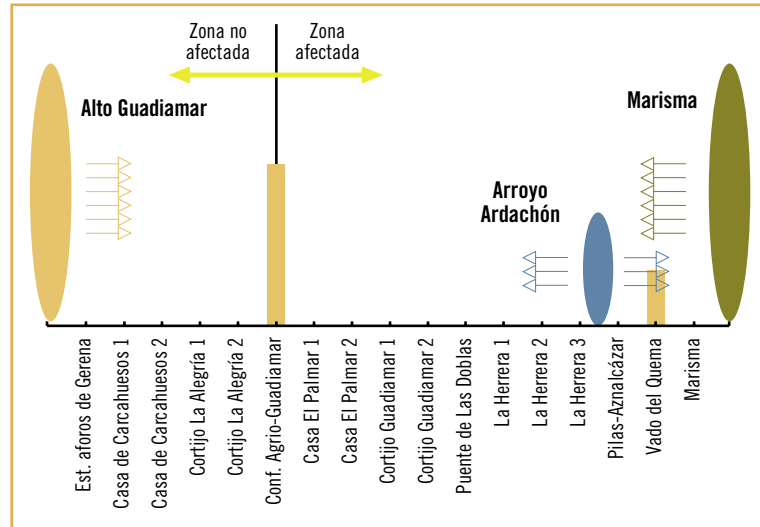 Zona no
afectada
Zona
afectada
Alto Guadiamar
Marisma
Arroyo
Ardachón
Est. aforos de Gerena
Casa de Carcahuesos 1
Casa de Carcahuesos 2
Cortijo La Alegría 1
Cortijo La Alegría 2
Conf. Agrio-Guadiamar
Casa El Palmar 1
Casa El Palmar 2
Cortijo Guadiamar 1
Cortijo Guadiamar 2
Puente de Las Doblas
La Herrera 1
La Herrera 2
La Herrera 3
Pilas-Aznalcázar
Vado del Quema
Marisma